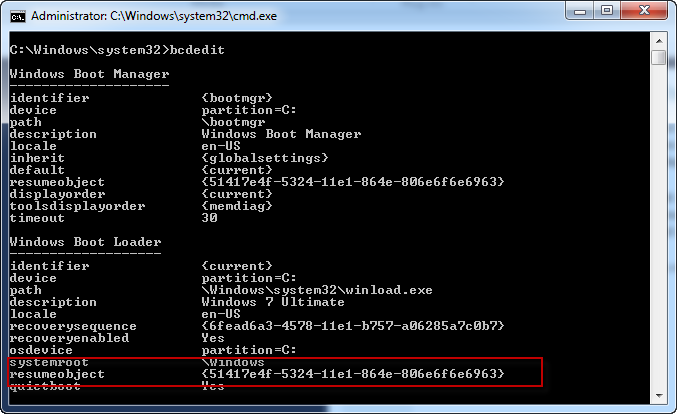 Administrator: C:\Windows\system32\cmd.exe
C:\Windows\system32>bcdedit
Windows Boot Manager
--------------------
identifier              {bootmgr}
device                  partition=C:
path                    \bootmgr
description             Windows Boot Manager
locale                  en-US
inherit                 {globalsettings}
default                 {current}
resumeobject            {51417e4f-5324-11e1-864e-806e6f6e6963}
displayorder            {current}
toolsdisplayorder       {memdiag}
timeout                 30
Windows Boot Loader
-------------------
identifier              {current}
device                  partition=C:
path                    \Windows\system32\winload.exe
description             Windows 7 Ultimate
locale                  en-US
recoverysequence        {6fead6a3-4578-11e1-b757-a06285a7c0b7}
recoveryenabled         Yes
osdevice                partition=C:
systemroot              \Windows
resumeobject            {51417e4f-5324-11e1-864e-806e6f6e6963}
quietboot               Yes